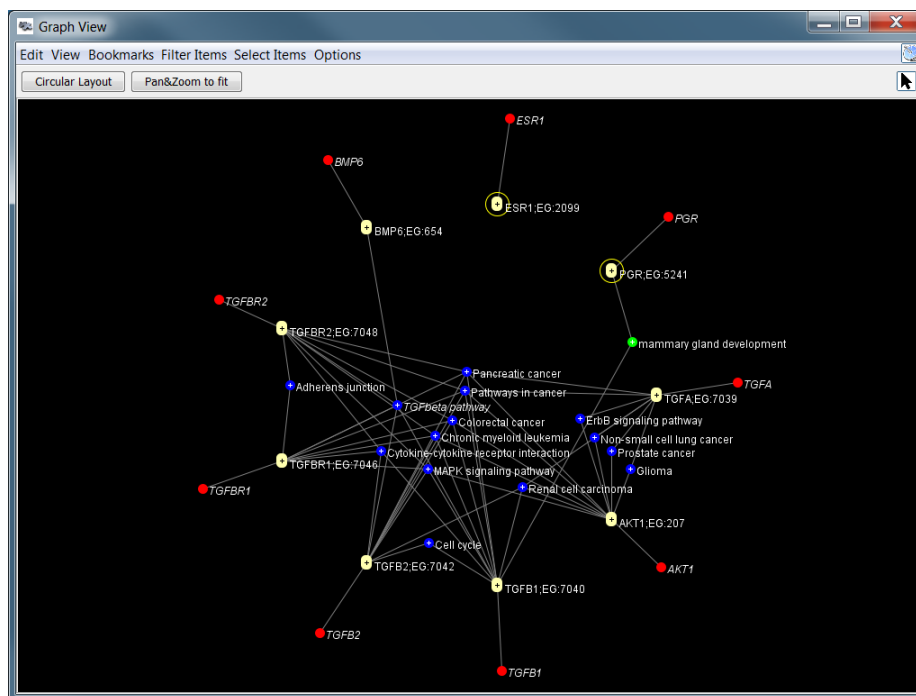 Graph View
Edit View Bookmarks Filter Items Select Items Options
Circular Layout Pan&Zoom to fit
ESR1
BMP6
ESR1;EG:2099
PGR
BMP6;EG:654
PGR;EG:5241
TGFBR2
TGFBR2;EG:7048
mammary gland development
Pancreatic cancer
TGFA
Adherens junction
Pathways in cancer
TGFA;EG:7039
TGFbeta pathway
Colorectal cancer
ErbB signaling pathway
Chronic myeloid leukemia
Non-small cell lung cancer
Cytokine-cytokine receptor interaction
Prostate cancer
TGFBR1;EG:7046
MAPK signaling pathway
Glioma
TGFBR1
Renal cell carcinoma
AKT1;EG:207
Cell cycle
TGFB2;EG:7042
AKT1
TGFB1;EG:7040
TGFB2
TGFB1